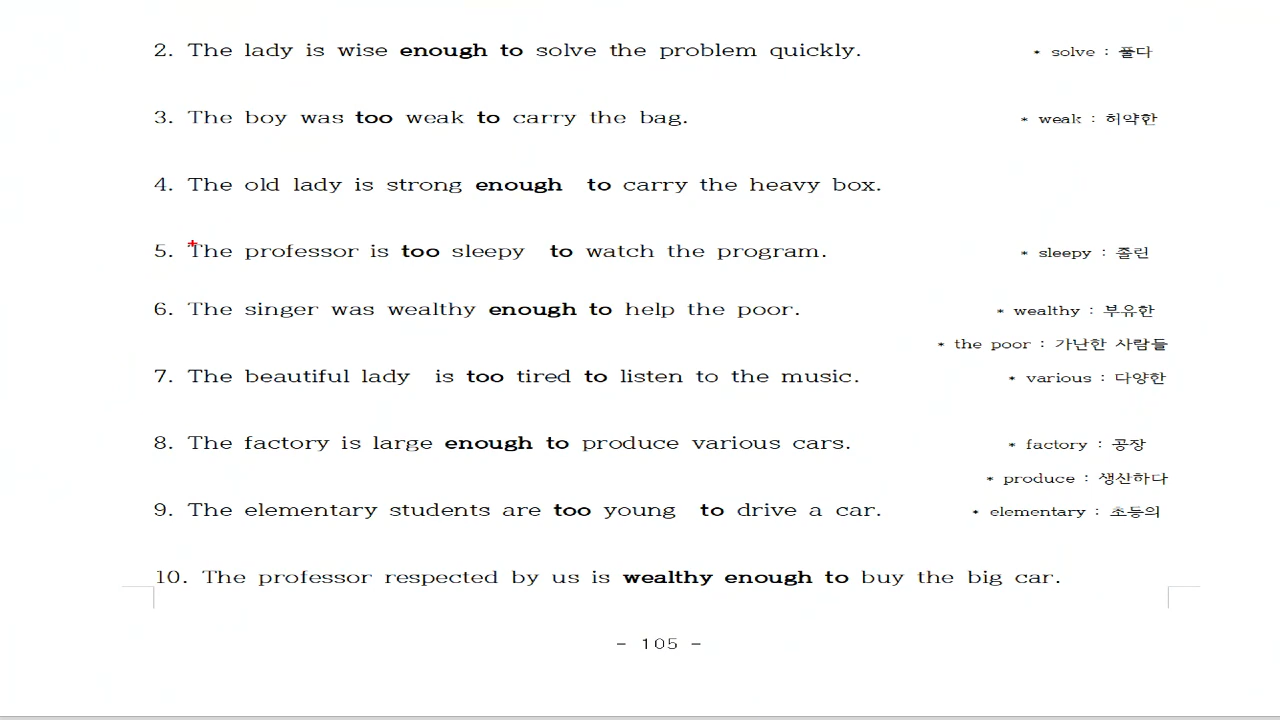 2. The lady is wise enough to solve the problem quickly. * solve : 풀다
3. The boy was too weak to carry the bag. * weak : 허약한
4. The old lady is strong enough to carry the heavy box.
5. The professor is too sleepy to watch the program. * sleepy : 졸린
6. The singer was wealthy enough to help the poor. * wealthy : 부유한
* the poor : 가난한 사람들
7. The beautiful lady is too tired to listen to the music. * various : 다양한
8. The factory is large enough to produce various cars. * factory : 공장
* produce : 생산하다
9. The elementary students are too young to drive a car. * elementary : 초등의
10. The professor respected by us is wealthy enough to buy the big car.
- 105 -